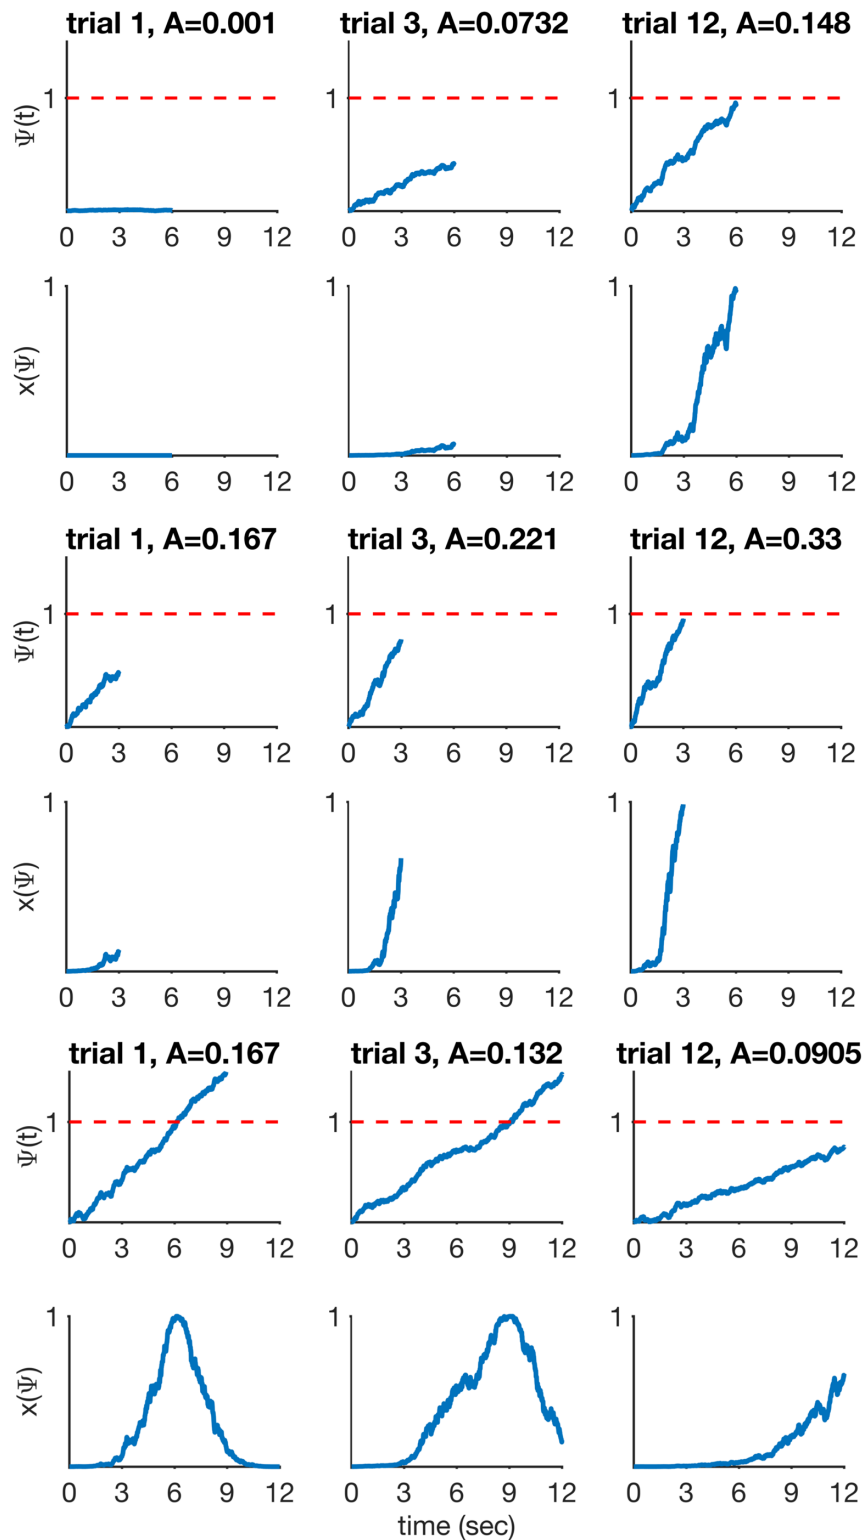 trial 1, A=0.001 trial 3, A=0.0732 trial 12, A=0.148
Ψ(t) 1 1 1
0 3 6 9 12 0 3 6 9 12 0 3 6 9 12
x(Ψ) 1 1 1
0 3 6 9 12 0 3 6 9 12 0 3 6 9 12
trial 1, A=0.167 trial 3, A=0.221 trial 12, A=0.33
Ψ(t) 1 1 1
0 3 6 9 12 0 3 6 9 12 0 3 6 9 12
x(Ψ) 1 1 1
0 3 6 9 12 0 3 6 9 12 0 3 6 9 12
trial 1, A=0.167 trial 3, A=0.132 trial 12, A=0.0905
Ψ(t) 1 1 1
0 3 6 9 12 0 3 6 9 12 0 3 6 9 12
x(Ψ) 1 1 1
0 3 6 9 12 0 3 6 9 12 0 3 6 9 12
time (sec)